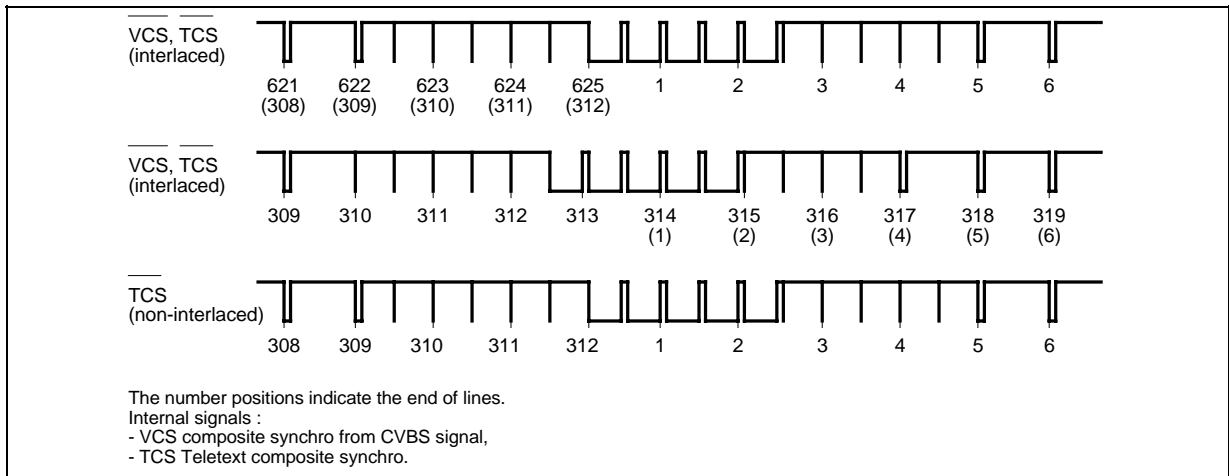 VCS, TCS
(interlaced)
621 622 623 624 625 1 2 3 4 5 6
(308) (309) (310) (311) (312)
VCS, TCS
(interlaced)
309 310 311 312 313 314 315 316 317 318 319
(1) (2) (3) (4) (5) (6)
TCS
(non-interlaced)
308 309 310 311 312 1 2 3 4 5 6
The number positions indicate the end of lines.
Internal signals :
- VCS composite synchro from CVBS signal,
- TCS Teletext composite synchro.